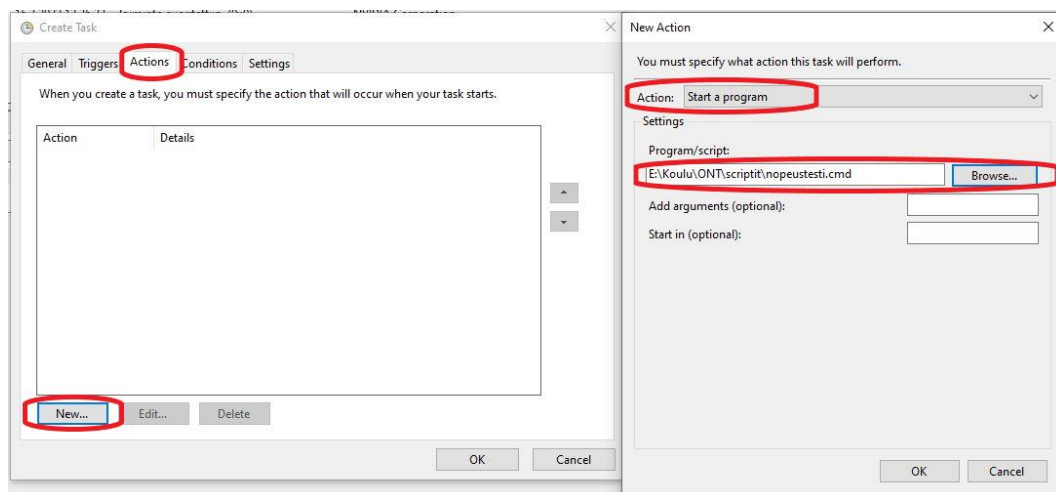 Create Task
General Triggers Actions Conditions Settings
When you create a task, you must specify the action that will occur when your task starts.
Action Details
New... Edit... Delete
OK Cancel
New Action
You must specify what action this task will perform.
Action: Start a program
Settings
Program/script:
E:\Koulu\ONT\scriptit\nopeustesti.cmd Browse...
Add arguments (optional):
Start in (optional):
OK Cancel